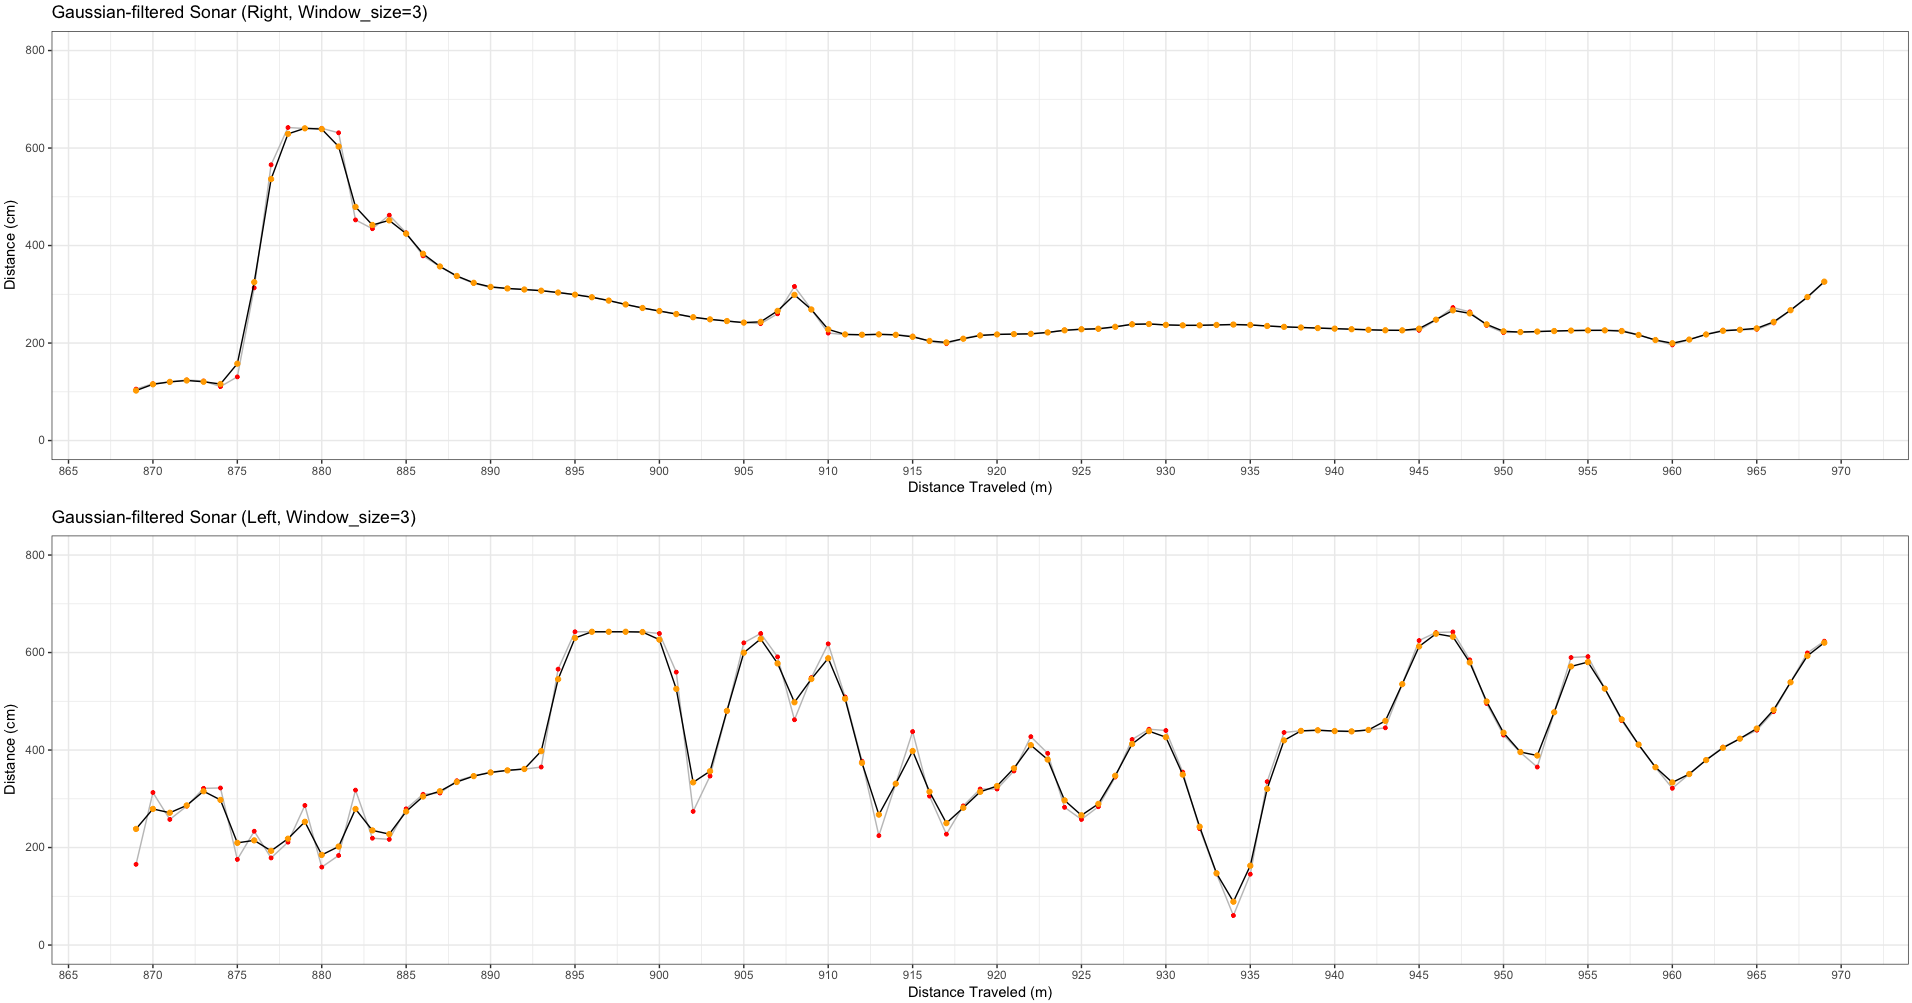 Gaussian-filtered Sonar (Right, Window_size=3)
800
600
400
200
0
Distance (cm)
865 870 875 880 885 890 895 900 905 910 915 920 925 930 935 940 945 950 955 960 965 970
Distance Traveled (m)
Gaussian-filtered Sonar (Left, Window_size=3)
800
600
400
200
0
Distance (cm)
865 870 875 880 885 890 895 900 905 910 915 920 925 930 935 940 945 950 955 960 965 970
Distance Traveled (m)